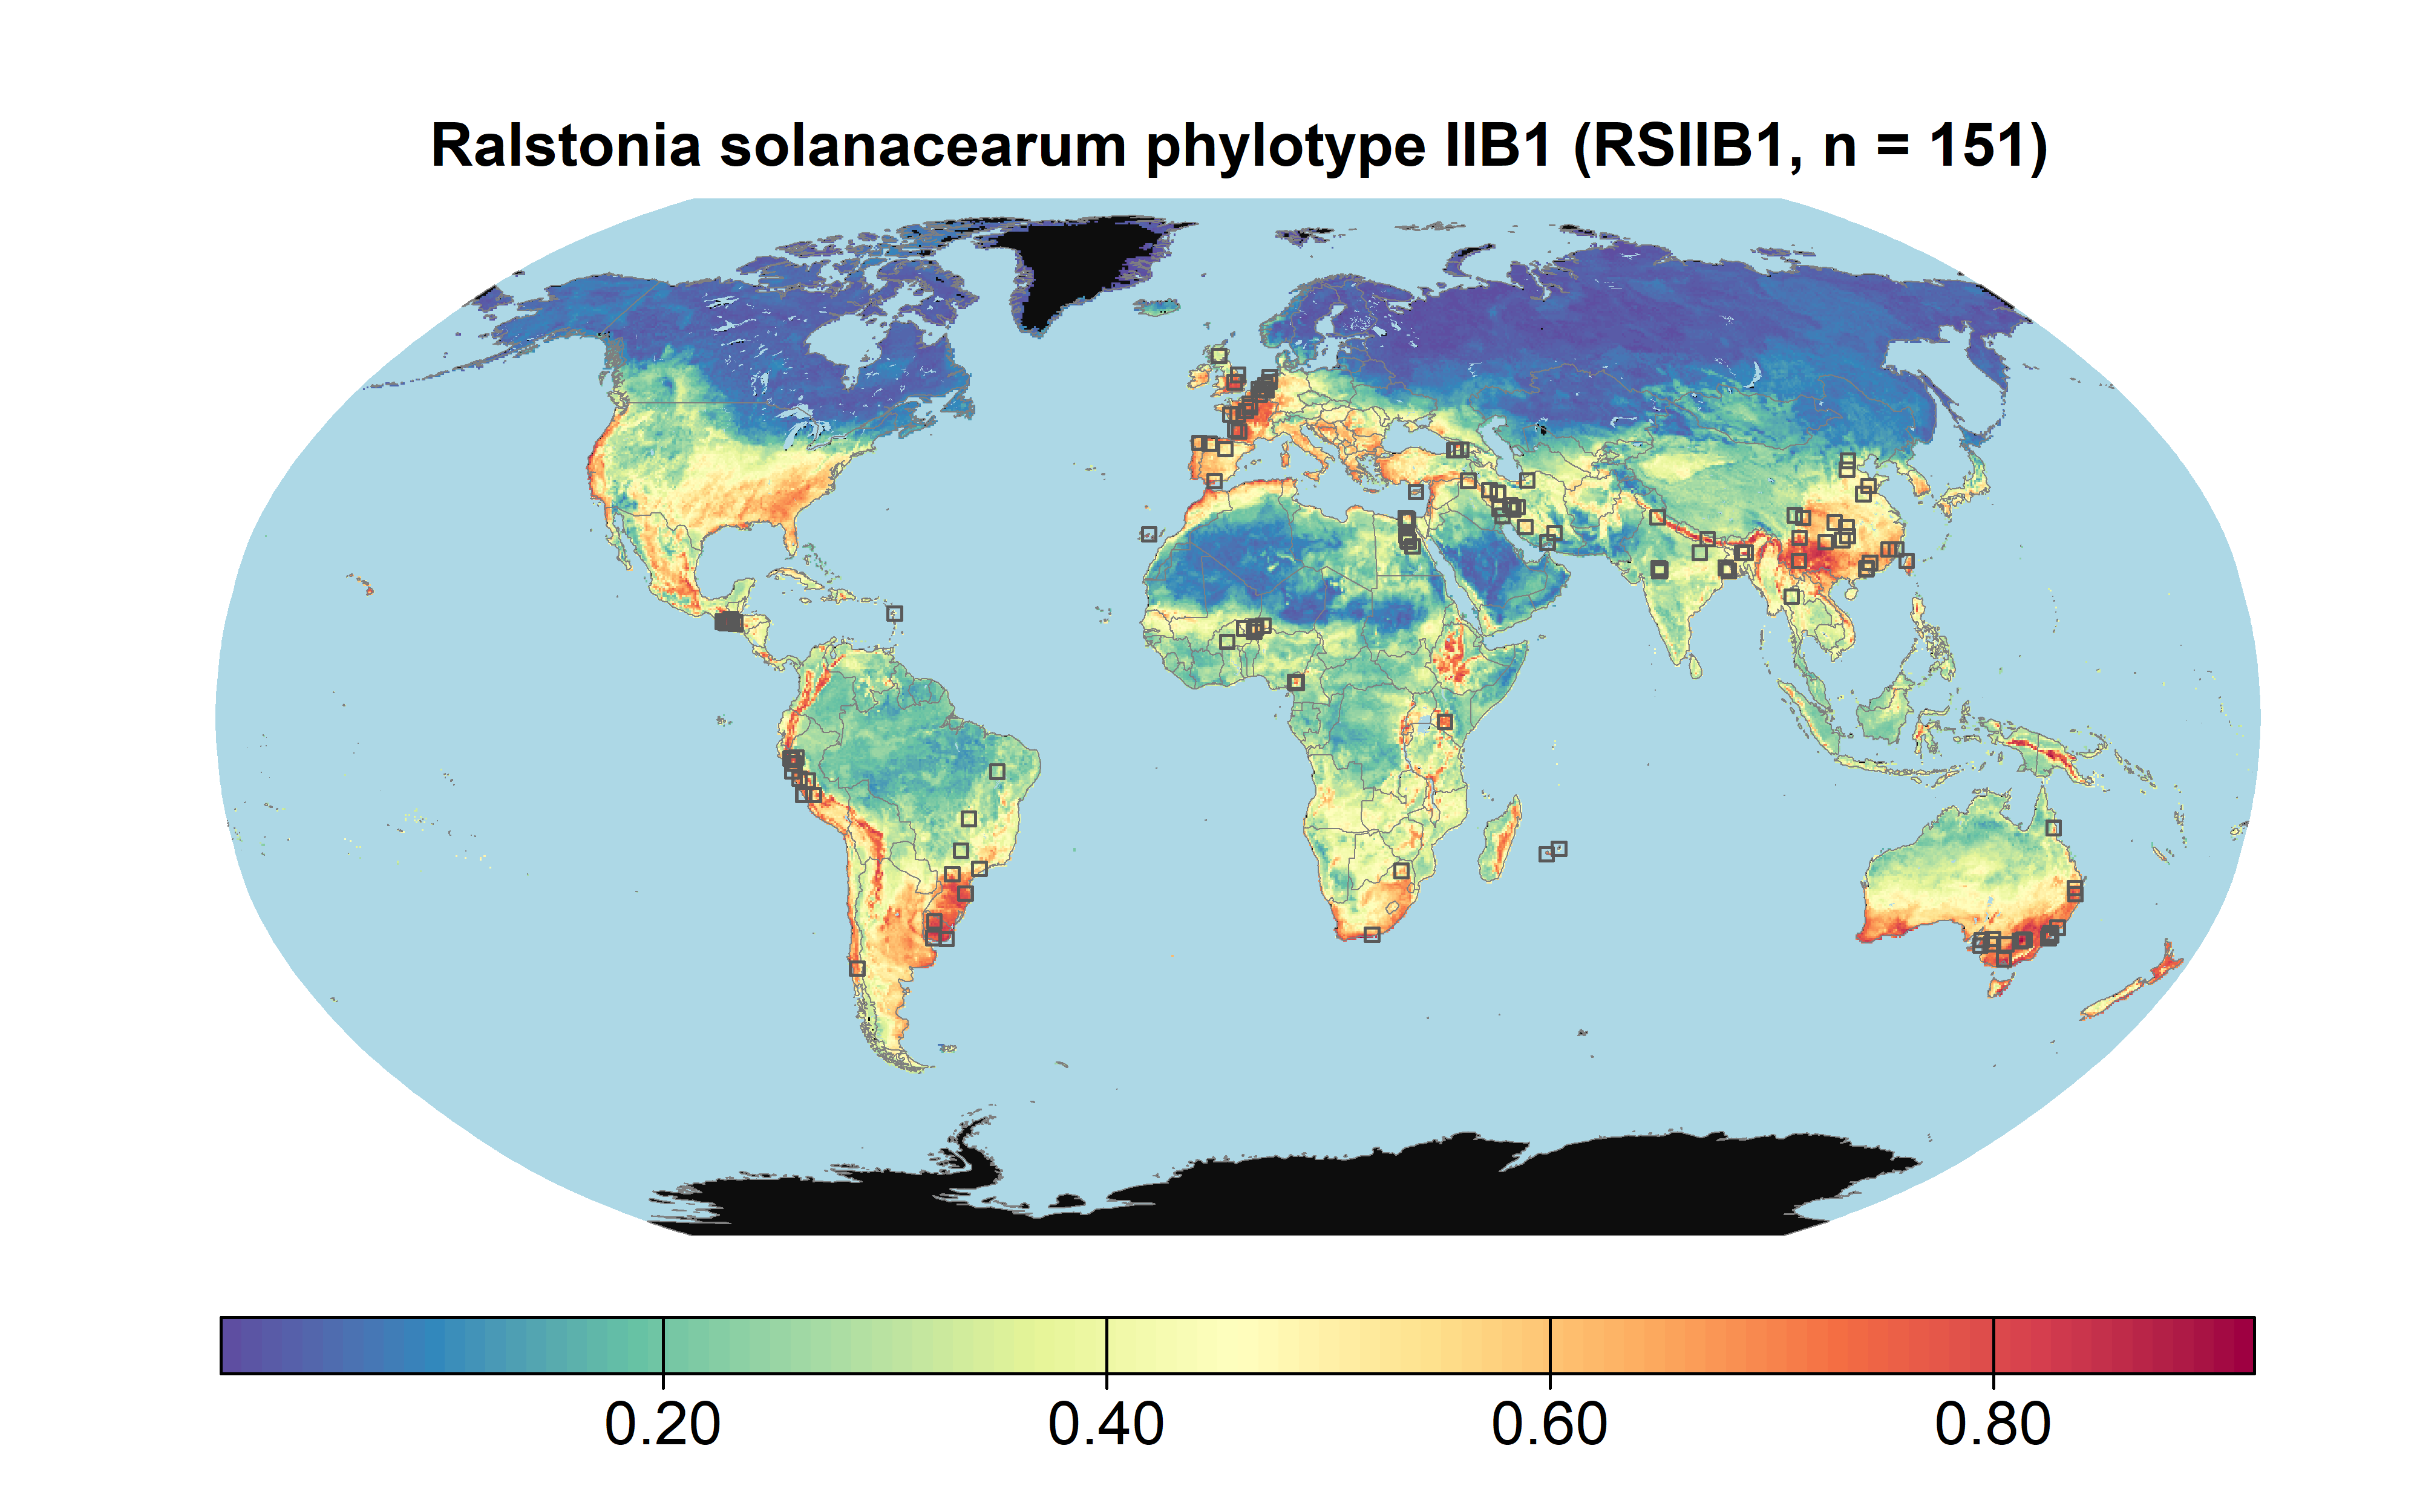 Ralstonia solanacearum phylotype IIB1 (RSIIB1, n = 151)
0.20 0.40 0.60 0.80